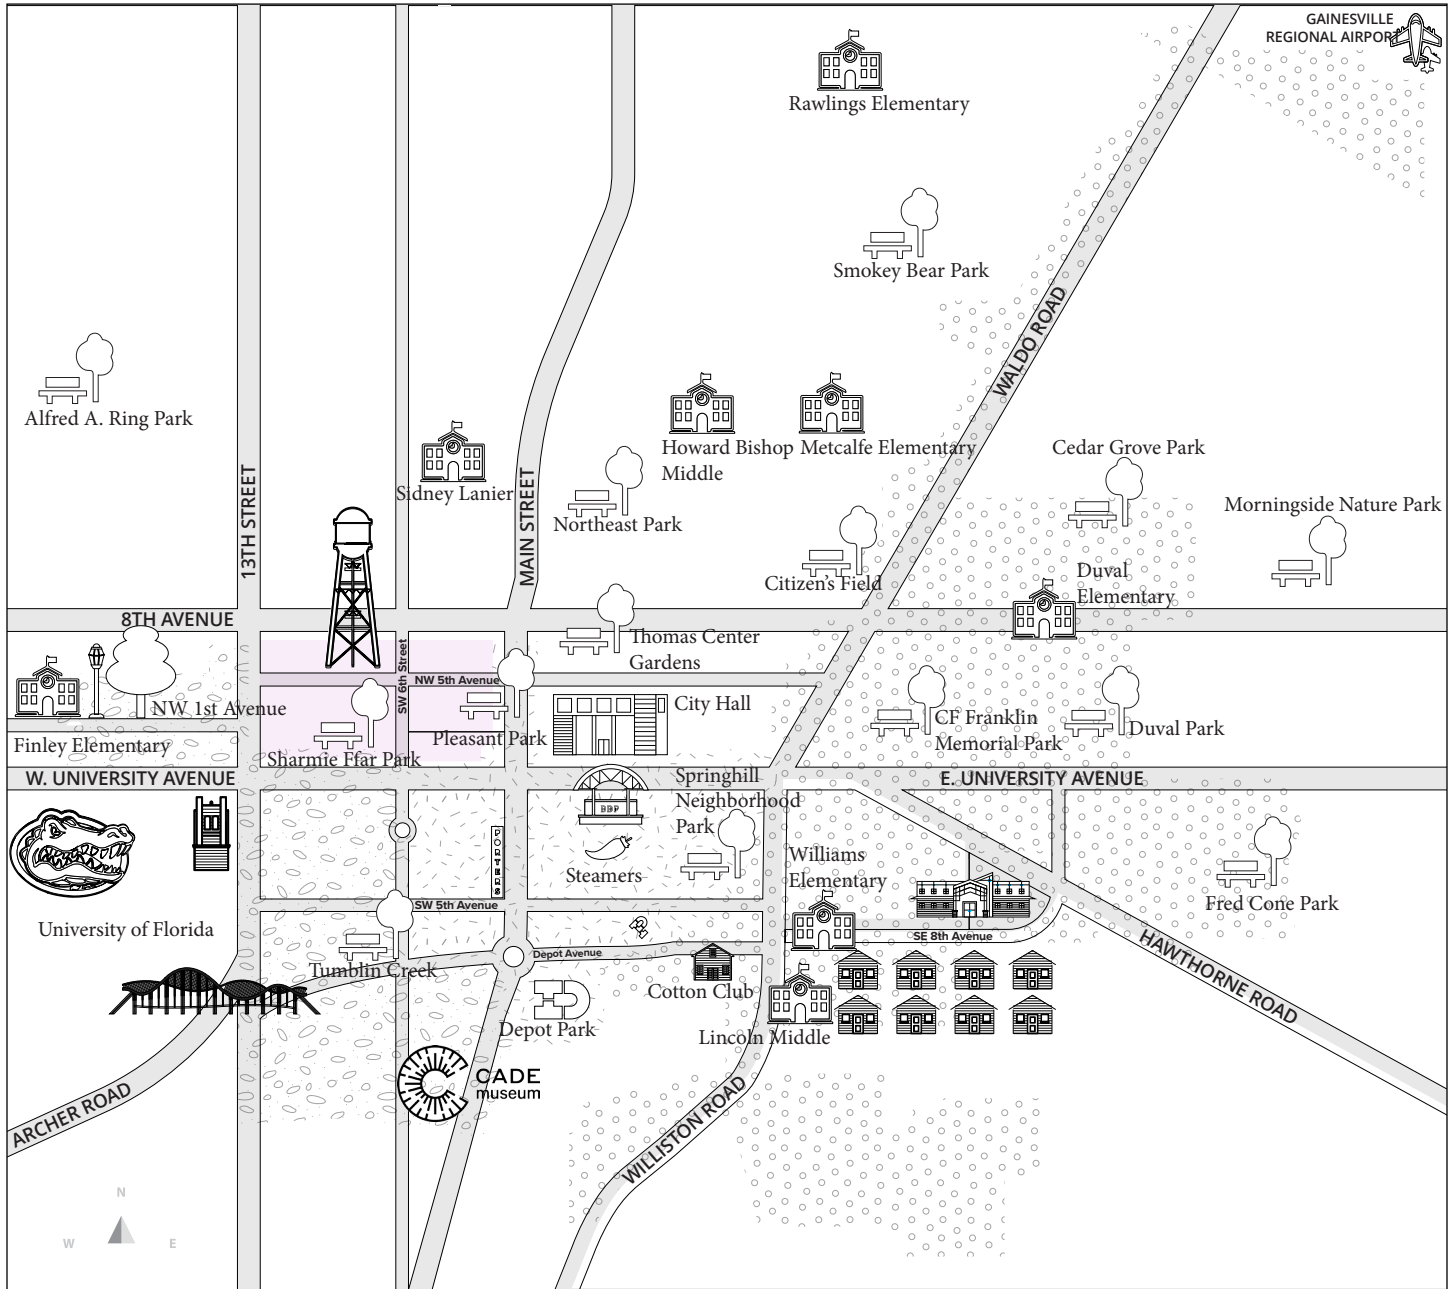 GAINESVILLE
REGIONAL AIRPORT
Rawlings Elementary
Smokey Bear Park
WALDO ROAD
Alfred A. Ring Park
Howard Bishop
Middle
Metcalfe Elementary
Cedar Grove Park
Sidney Lanier
Northeast Park
Morningside Nature Park
13TH STREET
MAIN STREET
Citizen's Field
Duval
Elementary
8TH AVENUE
Thomas Center
Gardens
SW 6th Street
NW 5th Avenue
NW 1st Avenue
City Hall
CF Franklin
Memorial Park
Duval Park
Finley Elementary
Pleasant Park
Sharmie Ffar Park
W. UNIVERSITY AVENUE
E. UNIVERSITY AVENUE
Springhill
Neighborhood
Park
BDP
PORTERS
Steamers
Williams
Elementary
SW 5th Avenue
Fred Cone Park
University of Florida
SE 8th Avenue
Depot Avenue
HAWTHORNE ROAD
Tumblin Creek
Cotton Club
Depot Park
Lincoln Middle
CADE
museum
ARCHER ROAD
WILLISTON ROAD
N
W
E